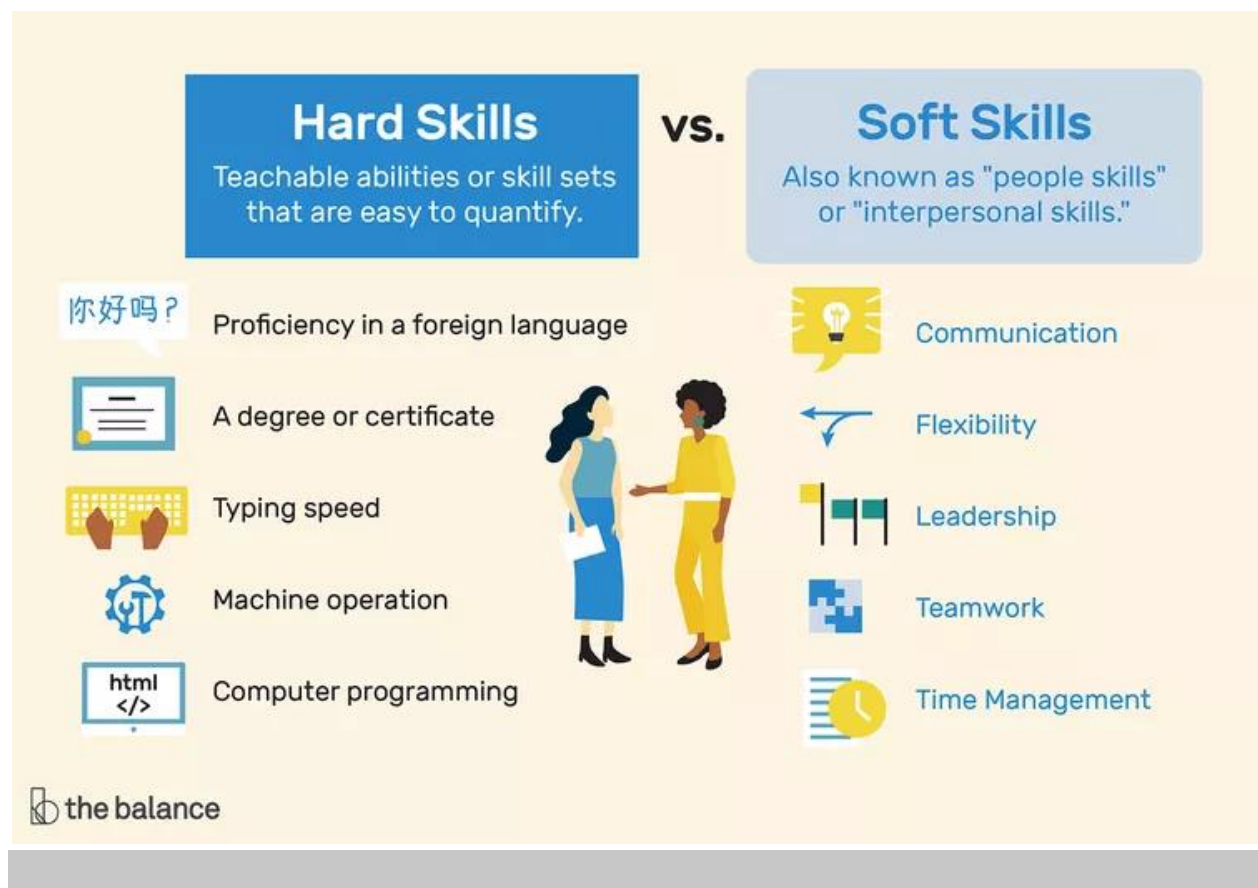 Hard Skills
Teachable abilities or skill sets
that are easy to quantify.
vs.
Soft Skills
Also known as "people skills"
or "interpersonal skills."
你好吗?
Proficiency in a foreign language
A degree or certificate
Typing speed
Machine operation
html
</>
Computer programming
Communication
Flexibility
Leadership
Teamwork
Time Management
the balance